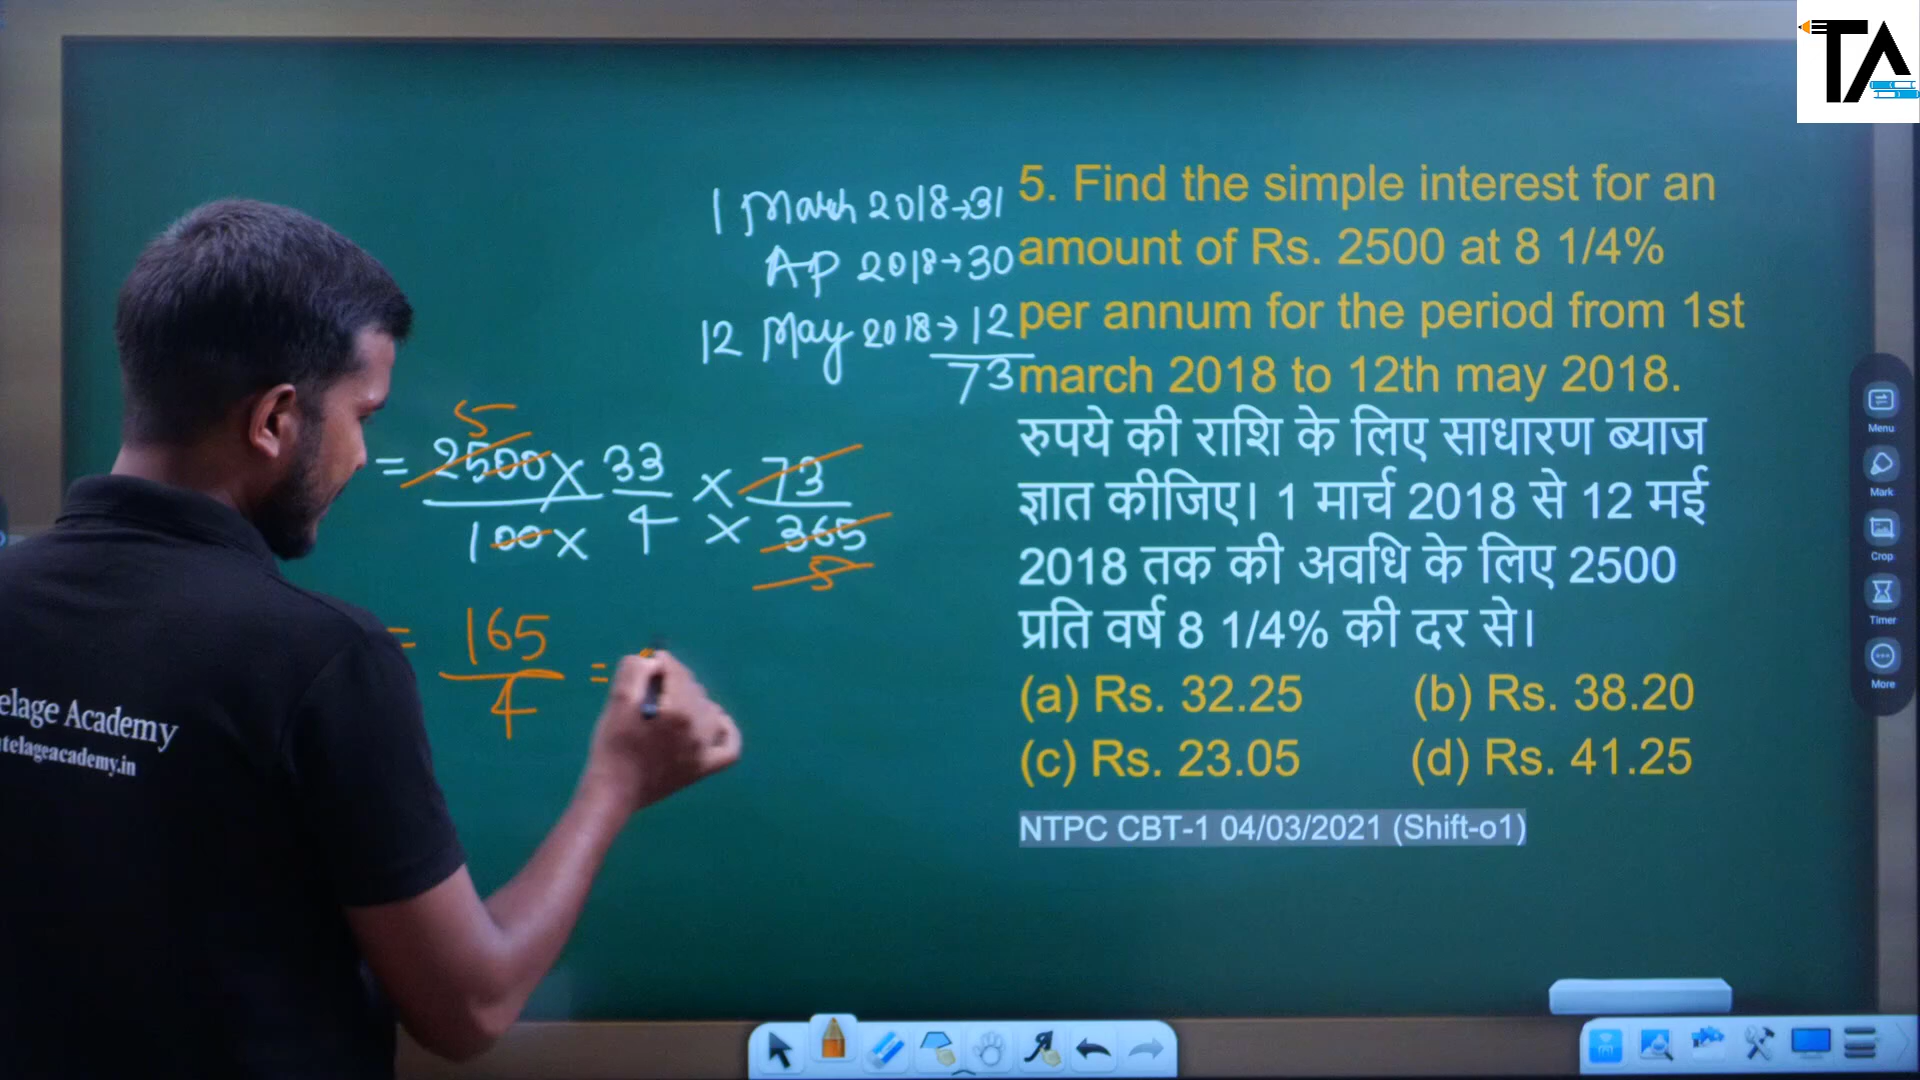 TA
1 March 2018→31
AP 2018→30
12 May 2018→12
73
5. Find the simple interest for an
amount of Rs. 2500 at 8 1/4%
per annum for the period from 1st
march 2018 to 12th may 2018.
रुपये की राशि के लिए साधारण ब्याज
ज्ञात कीजिए। 1 मार्च 2018 से 12 मई
2018 तक की अवधि के लिए 2500
प्रति वर्ष 8 1/4% की दर से।
(a) Rs. 32.25 (b) Rs. 38.20
(c) Rs. 23.05 (d) Rs. 41.25
NTPC CBT-1 04/03/2021 (Shift-o1)
5
= 2500 × 33 × 73
100 × 4 × 365
5
= 165 =
4
elage Academy
telageacademy.in
Menu
Mark
Crop
Timer
More